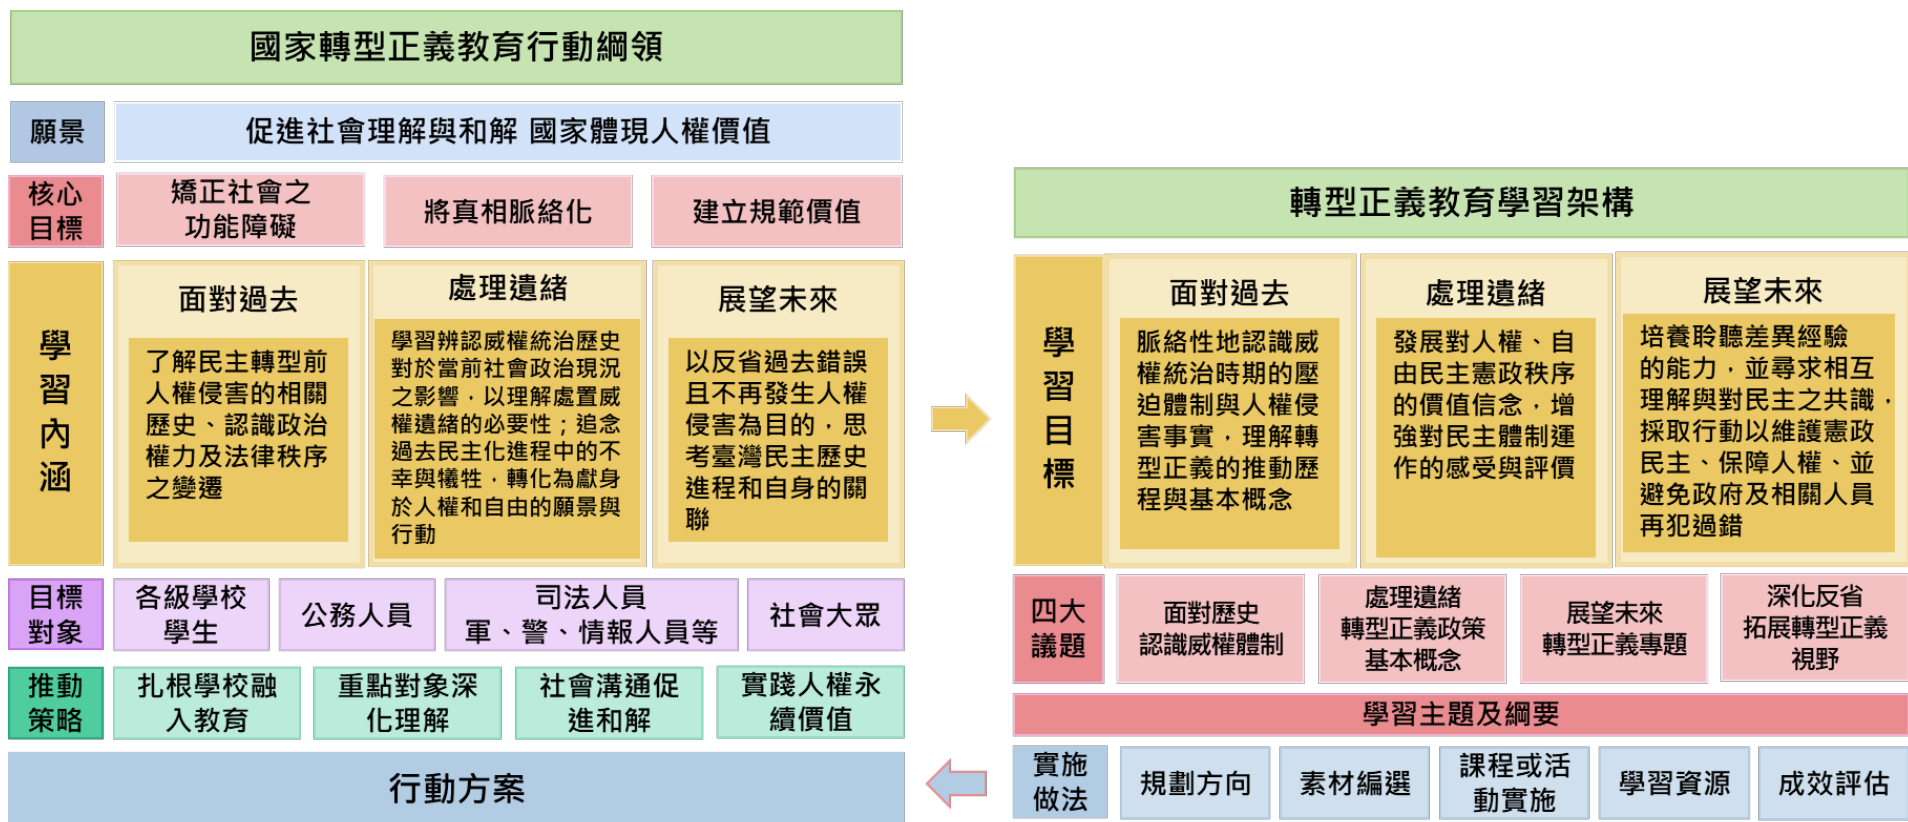 國家轉型正義教育行動綱領
願景
促進社會理解與和解 國家體現人權價值
核心
目標
矯正社會之
功能障礙
將真相脈絡化
建立規範價值
學
習
內
涵
面對過去
了解民主轉型前
人權侵害的相關
歷史、認識政治
權力及法律秩序
之變遷
處理遺緒
學習辨認威權統治歷史
對於當前社會政治現況
之影響，以理解處置威
權遺緒的必要性；追念
過去民主化進程中的不
幸與犧牲，轉化為獻身
於人權和自由的願景與
行動
展望未來
以反省過去錯誤
且不再發生人權
侵害為目的，思
考臺灣民主歷史
進程和自身的關
聯
目標
對象
各級學校
學生
公務人員
司法人員
軍、警、情報人員等
社會大眾
推動
策略
扎根學校融
入教育
重點對象深
化理解
社會溝通促
進和解
實踐人權永
續價值
行動方案
轉型正義教育學習架構
學
習
目
標
面對過去
脈絡性地認識威
權統治時期的壓
迫體制與人權侵
害事實，理解轉
型正義的推動歷
程與基本概念
處理遺緒
發展對人權、自
由民主憲政秩序
的價值信念，增
強對民主體制運
作的感受與評價
展望未來
培養聆聽差異經驗
的能力，並尋求相互
理解與對民主之共識，
採取行動以維護憲政
民主、保障人權、並
避免政府及相關人員
再犯過錯
四大
議題
面對歷史
認識威權體制
處理遺緒
轉型正義政策
基本概念
展望未來
轉型正義專題
深化反省
拓展轉型正義
視野
學習主題及綱要
實施
做法
規劃方向
素材編選
課程或活
動實施
學習資源
成效評估